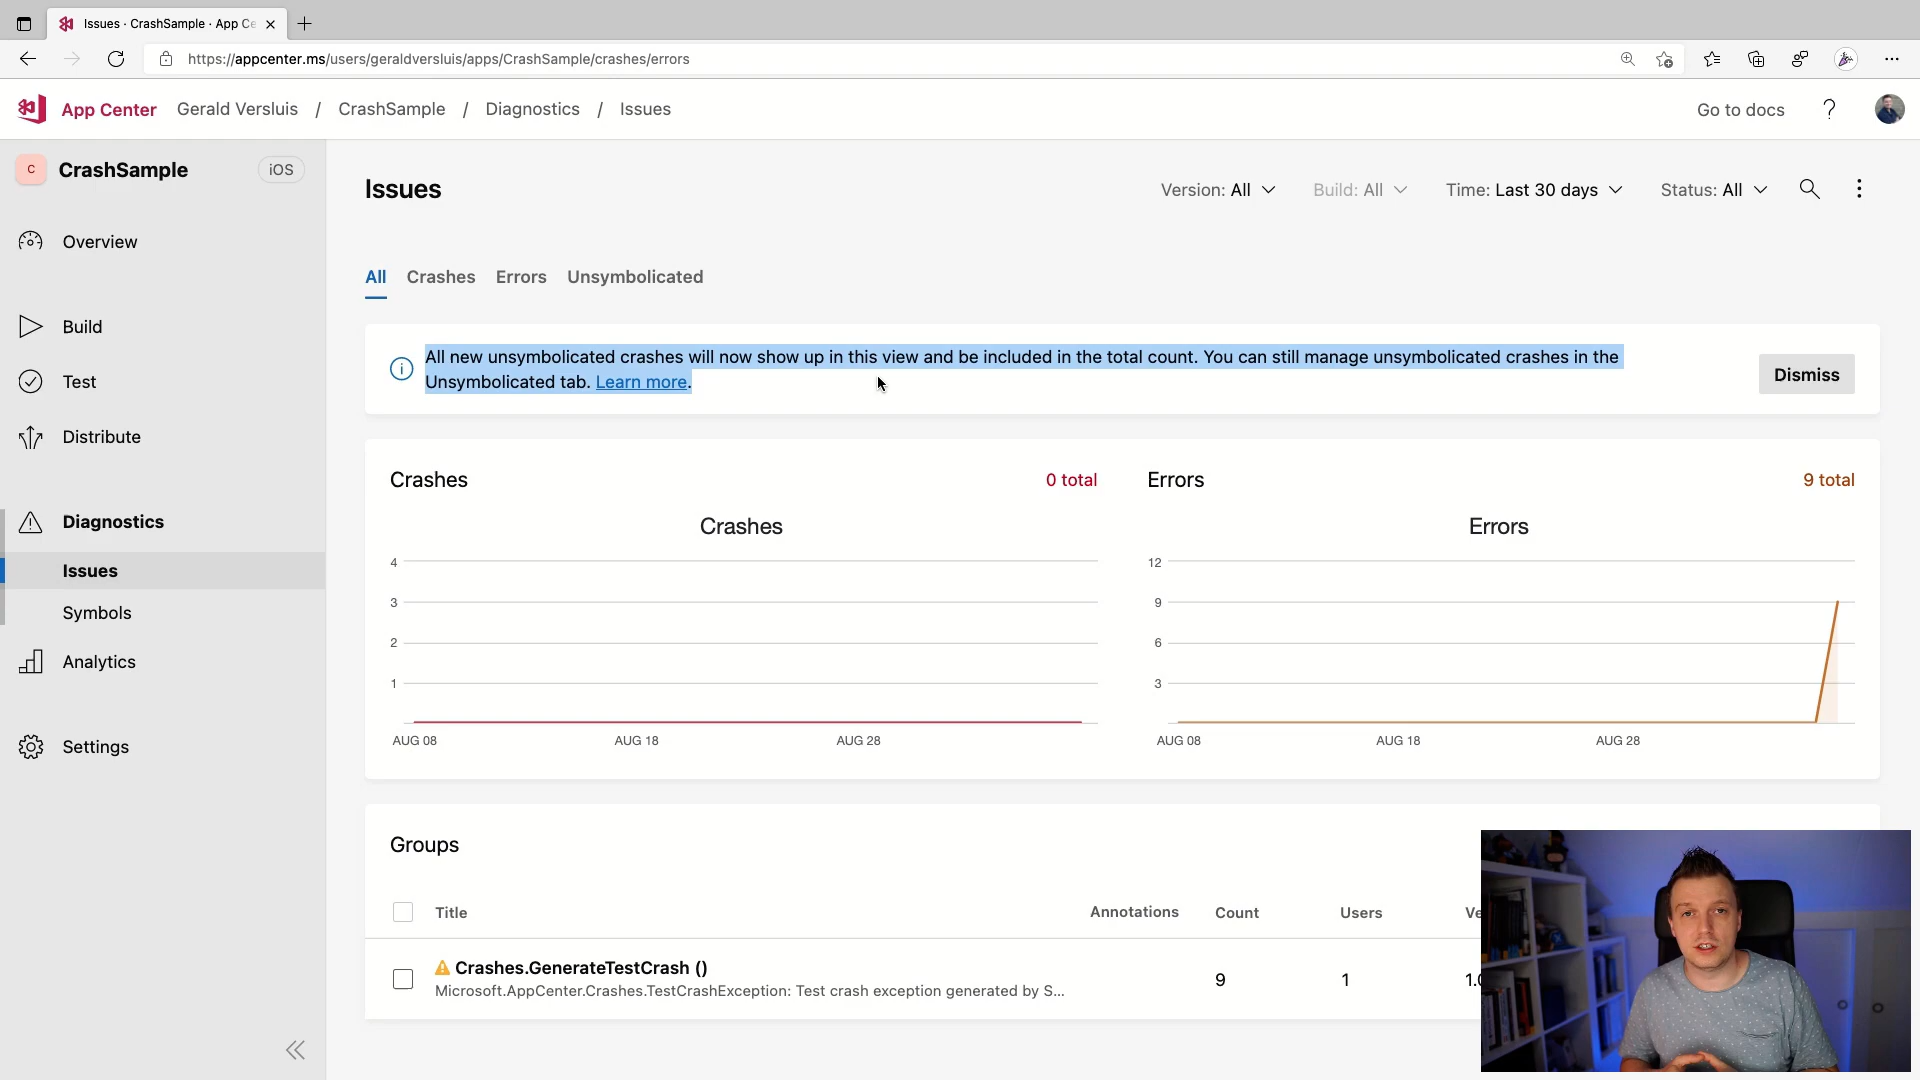 Issues · CrashSample · App Ce
https://appcenter.ms/users/geraldversluis/apps/CrashSample/crashes/errors
App Center Gerald Versluis / CrashSample / Diagnostics / Issues Go to docs ?
C CrashSample iOS
Overview
Build
Test
Distribute
Diagnostics
Issues
Symbols
Analytics
Settings
Issues
Version: All Build: All Time: Last 30 days Status: All
All Crashes Errors Unsymbolicated
All new unsymbolicated crashes will now show up in this view and be included in the total count. You can still manage unsymbolicated crashes in the
Unsymbolicated tab. Learn more.
Dismiss
Crashes 0 total
Crashes
4
3
2
1
AUG 08 AUG 18 AUG 28
Errors 9 total
Errors
12
9
6
3
AUG 08 AUG 18 AUG 28
Groups
Title Annotations Count Users Ve
Crashes.GenerateTestCrash () 9 1 1.0
Microsoft.AppCenter.Crashes.TestCrashException: Test crash exception generated by S...